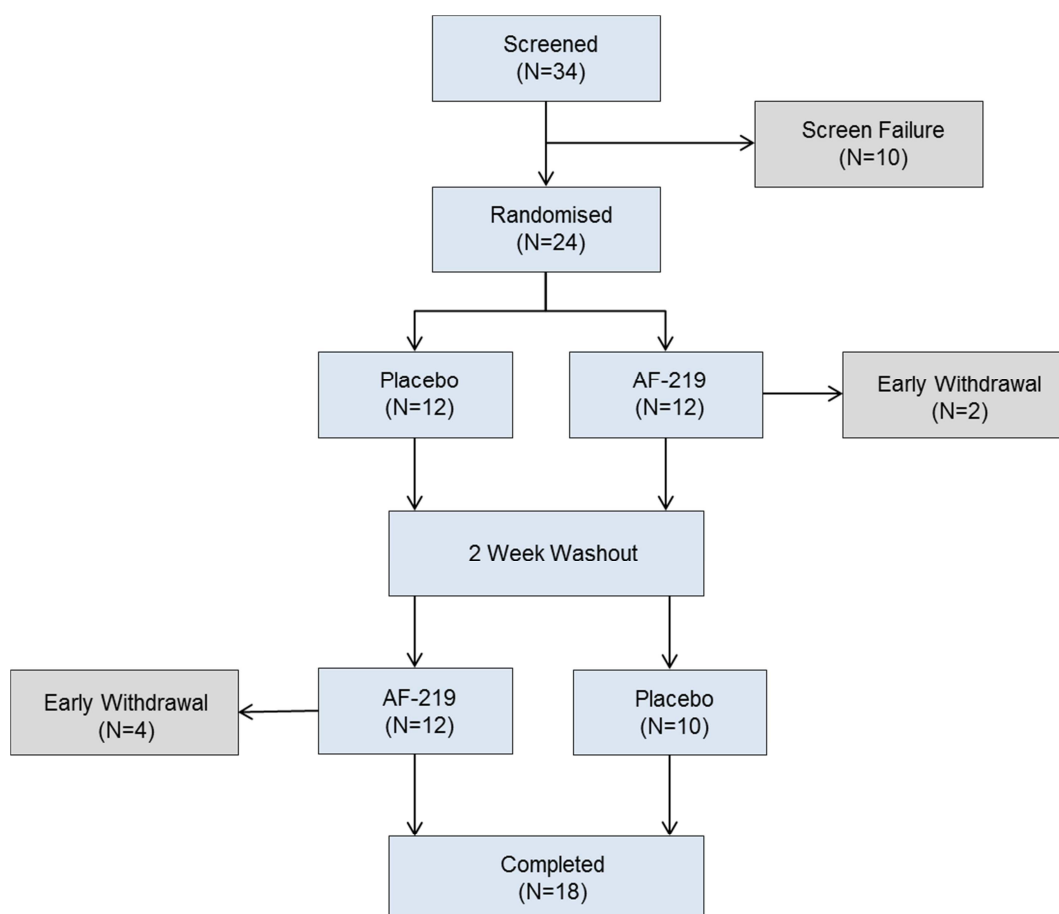 Screened
(N=34)
Screen Failure
(N=10)
Randomised
(N=24)
Placebo
(N=12)
AF-219
(N=12)
Early Withdrawal
(N=2)
2 Week Washout
Early Withdrawal
(N=4)
AF-219
(N=12)
Placebo
(N=10)
Completed
(N=18)